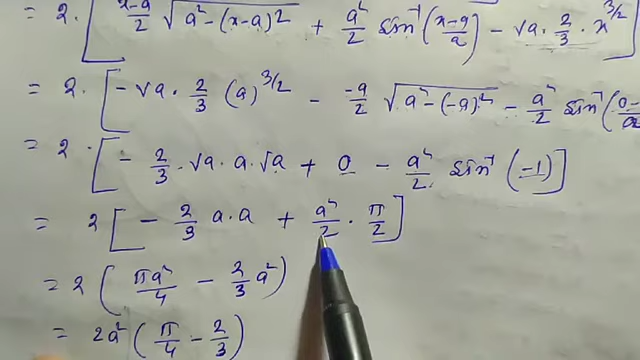 = 2. [ x-a/2 √a²-(x-a)² + a²/2 sin⁻¹(x-a/a) - √a. 2/3 . x^3/2 ]
= 2. [ -√a. 2/3 (a)^3/2 - -a/2 √a²-(-a)² - a²/2 sin⁻¹(0-/a
= 2. [ - 2/3 . √a. a. √a + 0 - a²/2 sin⁻¹ (-1) ]
= 2 [ - 2/3 a.a + a²/2 . π/2 ]
= 2 ( πa²/4 - 2/3 a² )
= 2a² ( π/4 - 2/3 )